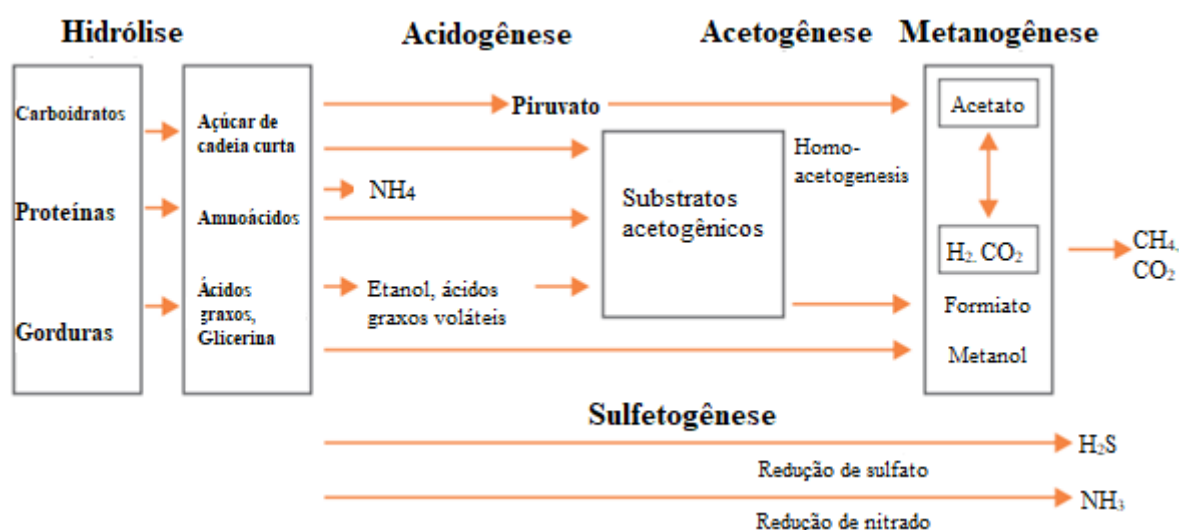 Hidrólise
Acidogênese
Acetogênese
Metanogênese
Carboidratos
Proteínas
Gorduras
Açúcar de
cadeia curta
Amnoácidos
Ácidos
graxos,
Glicerina
Piruvato
NH4
Etanol, ácidos
graxos voláteis
Substratos
acetogênicos
Homo-
acetogenesis
Acetato
H2, CO2
Formiato
Metanol
CH4,
CO2
Sulfetogênese
H2S
Redução de sulfato
NH3
Redução de nitrado